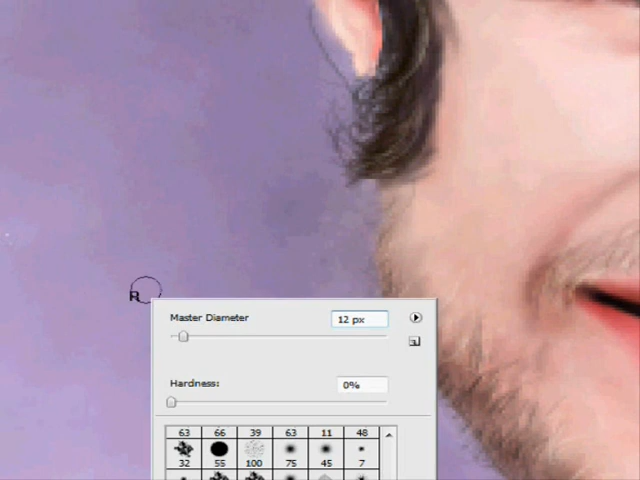 R
Master Diameter 12 px
Hardness: 0%
63 66 39 63 11 48
32 55 100 75 45 7